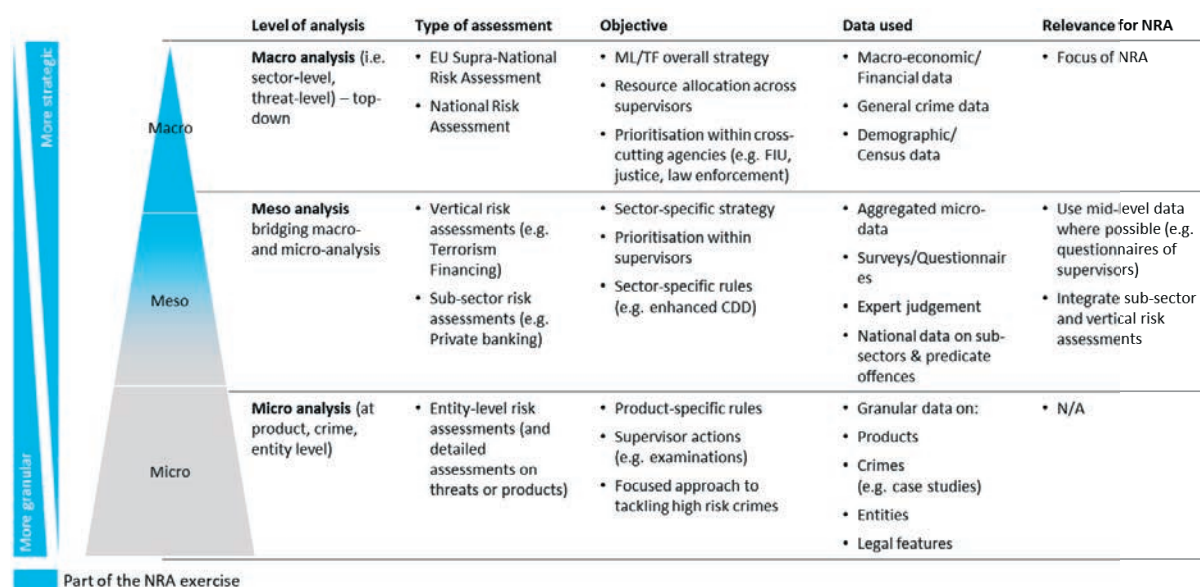 Level of analysis
Type of assessment
Objective
Data used
Relevance for NRA
More strategic
More granular
Macro
Macro analysis (i.e.
sector-level,
threat-level) – top-
down
• EU Supra-National
Risk Assessment
• National Risk
Assessment
• ML/TF overall strategy
• Resource allocation across
supervisors
• Prioritisation within cross-
cutting agencies (e.g. FIU,
justice, law enforcement)
• Macro-economic/
Financial data
• General crime data
• Demographic/
Census data
• Focus of NRA
Meso
Meso analysis
bridging macro-
and micro-analysis
• Vertical risk
assessments (e.g.
Terrorism
Financing)
• Sub-sector risk
assessments (e.g.
Private banking)
• Sector-specific strategy
• Prioritisation within
supervisors
• Sector-specific rules
(e.g. enhanced CDD)
• Aggregated micro-
data
• Surveys/Questionnair
es
• Expert judgement
• National data on sub-
sectors & predicate
offences
• Use mid-level data
where possible (e.g.
questionnaires of
supervisors)
• Integrate sub-sector
and vertical risk
assessments
Micro
Micro analysis (at
product, crime,
entity level)
• Entity-level risk
assessments (and
detailed
assessments on
threats or products)
• Product-specific rules
• Supervisor actions
(e.g. examinations)
• Focused approach to
tackling high risk crimes
• Granular data on:
• Products
• Crimes
(e.g. case studies)
• Entities
• Legal features
• N/A
Part of the NRA exercise